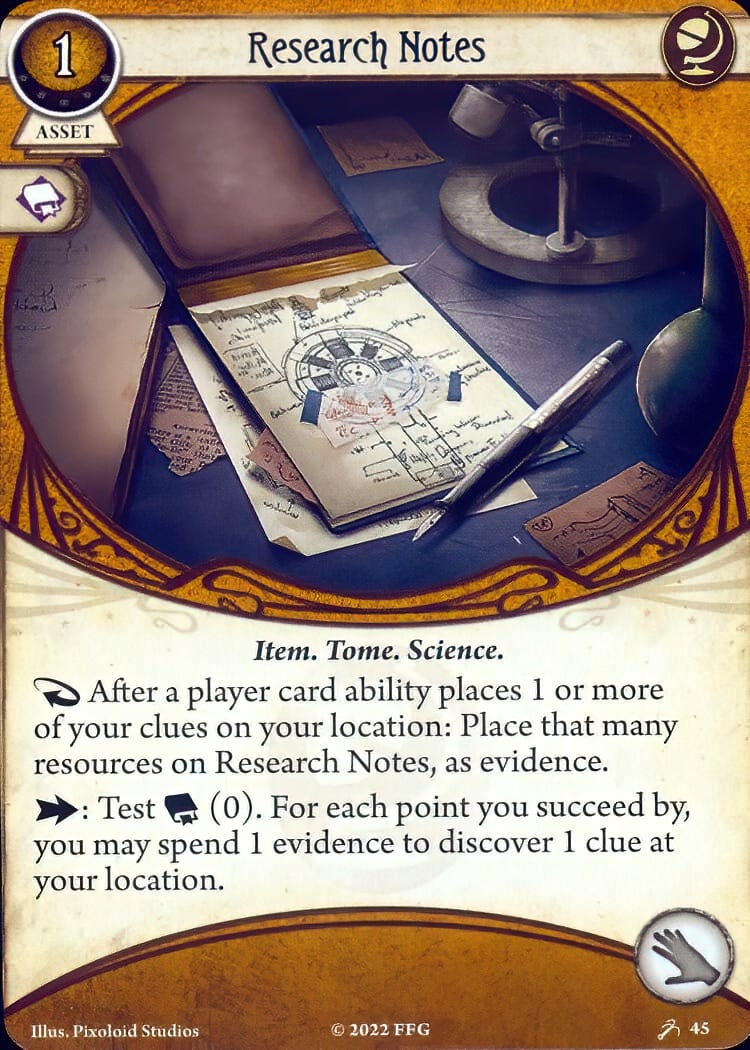 1
Research Notes
ASSET
Item. Tome. Science.
After a player card ability places 1 or more
of your clues on your location: Place that many
resources on Research Notes, as evidence.
: Test (0). For each point you succeed by,
you may spend 1 evidence to discover 1 clue at
your location.
Illus. Pixoloid Studios
© 2022 FFG
45